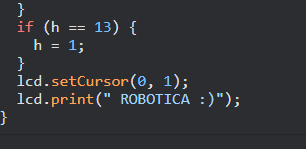 }
if (h == 13) {
h = 1;
}
lcd.setCursor(0, 1);
lcd.print(" ROBOTICA :)");
}